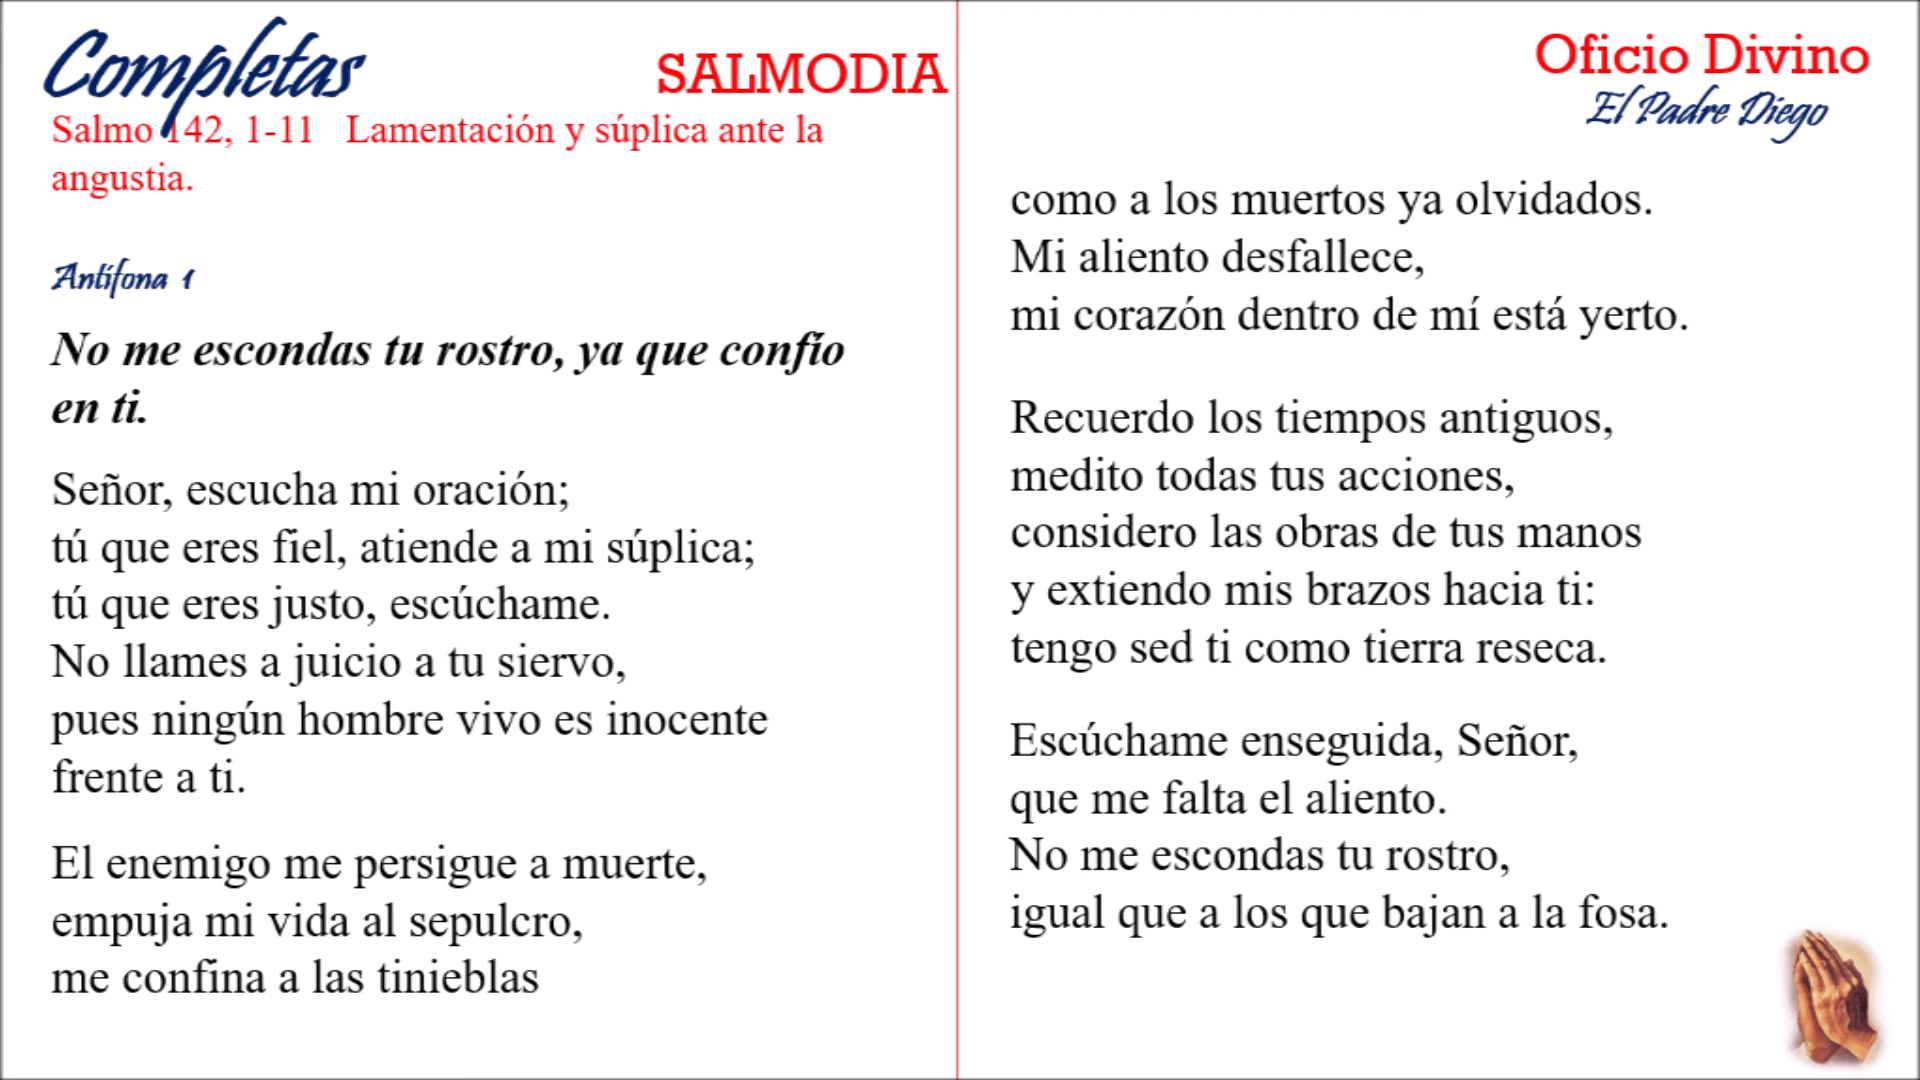 Completas
SALMODIA
Salmo 142, 1-11 Lamentación y súplica ante la
angustia.
Antífona 1
No me escondas tu rostro, ya que confío
en ti.
Señor, escucha mi oración;
tú que eres fiel, atiende a mi súplica;
tú que eres justo, escúchame.
No llames a juicio a tu siervo,
pues ningún hombre vivo es inocente
frente a ti.
El enemigo me persigue a muerte,
empuja mi vida al sepulcro,
me confina a las tinieblas
Oficio Divino
El Padre Diego
como a los muertos ya olvidados.
Mi aliento desfallece,
mi corazón dentro de mí está yerto.
Recuerdo los tiempos antiguos,
medito todas tus acciones,
considero las obras de tus manos
y extiendo mis brazos hacia ti:
tengo sed ti como tierra reseca.
Escúchame enseguida, Señor,
que me falta el aliento.
No me escondas tu rostro,
igual que a los que bajan a la fosa.